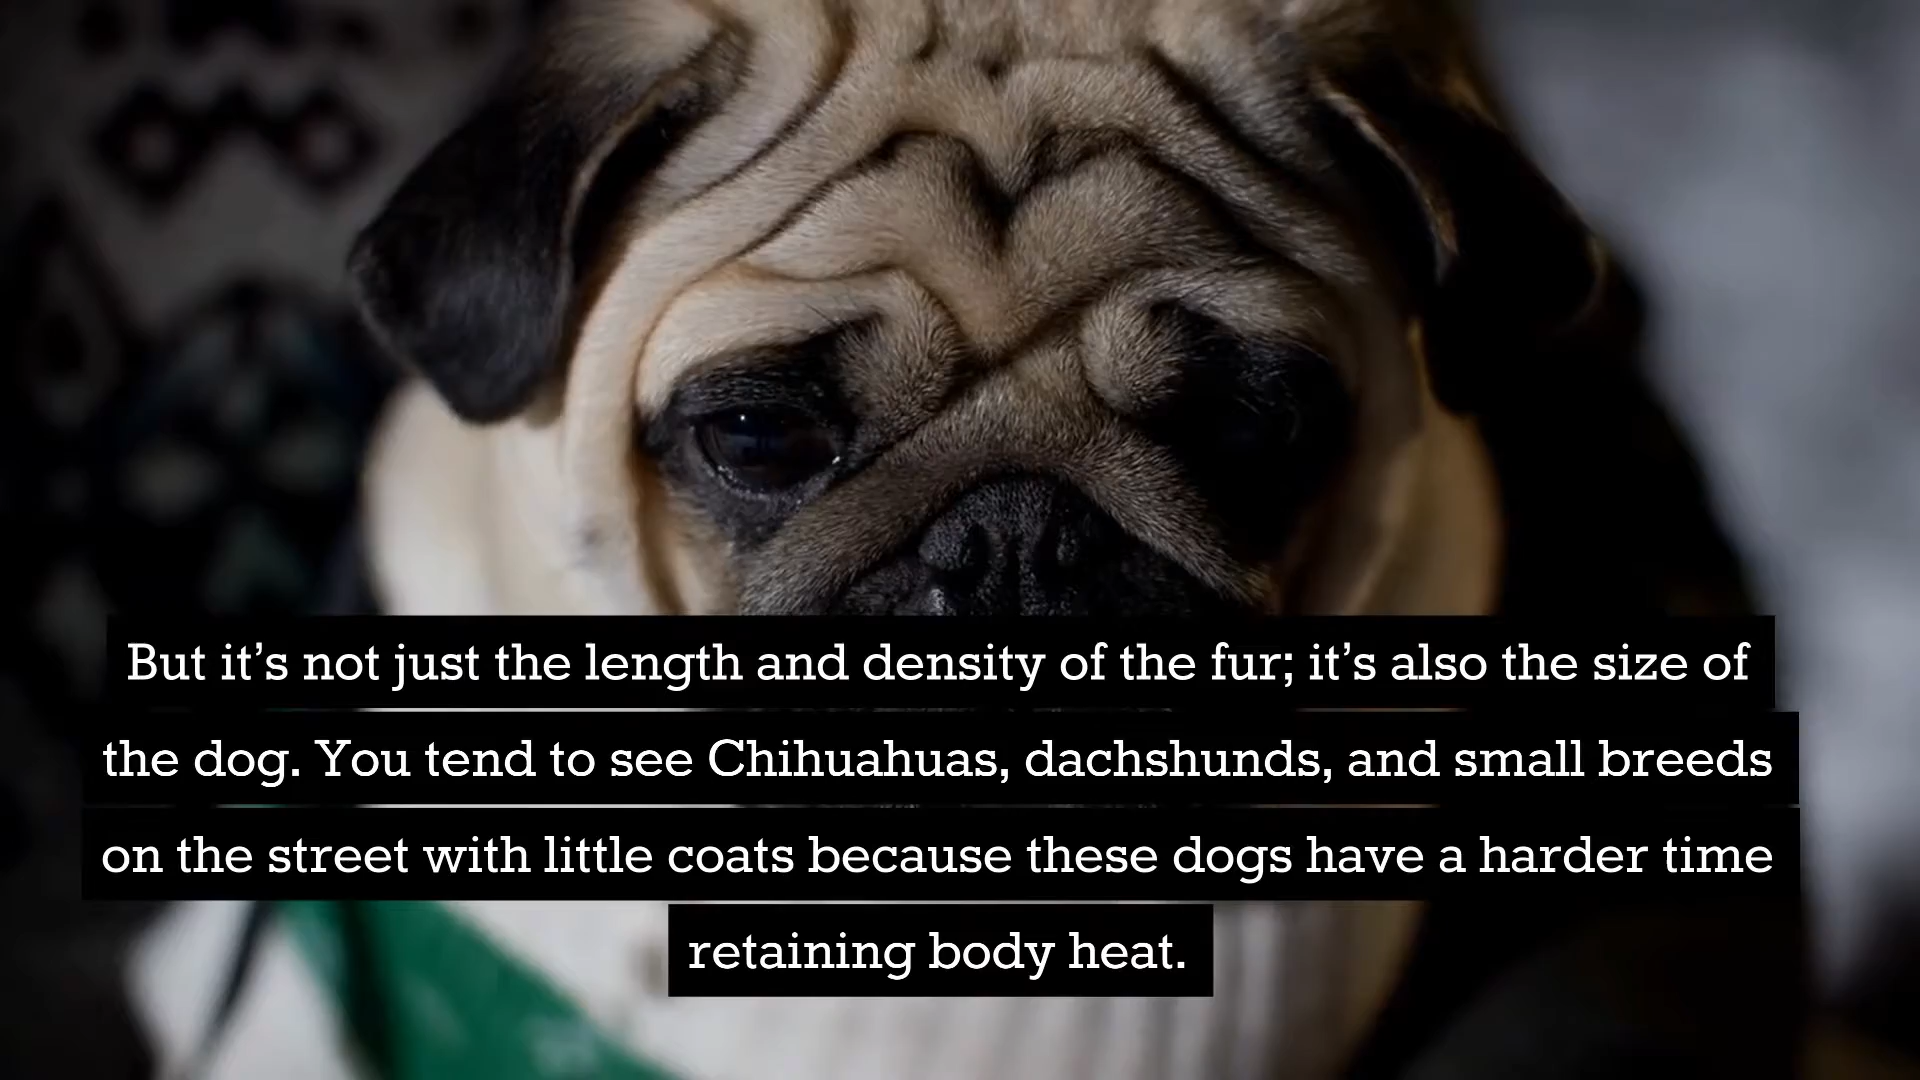 But it’s not just the length and density of the fur; it’s also the size of
the dog. You tend to see Chihuahuas, dachshunds, and small breeds
on the street with little coats because these dogs have a harder time
retaining body heat.